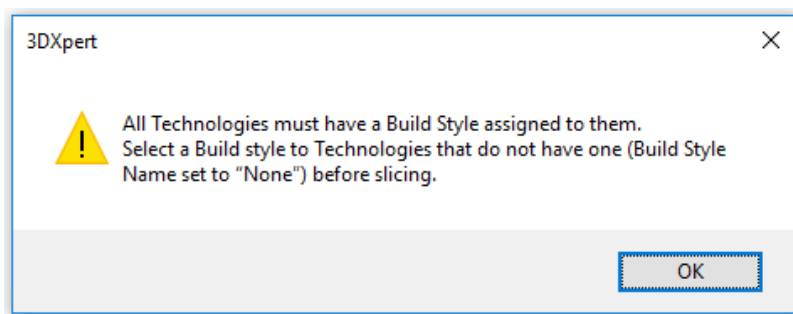 3DXpert
All Technologies must have a Build Style assigned to them.
Select a Build style to Technologies that do not have one (Build Style
Name set to “None”) before slicing.
OK